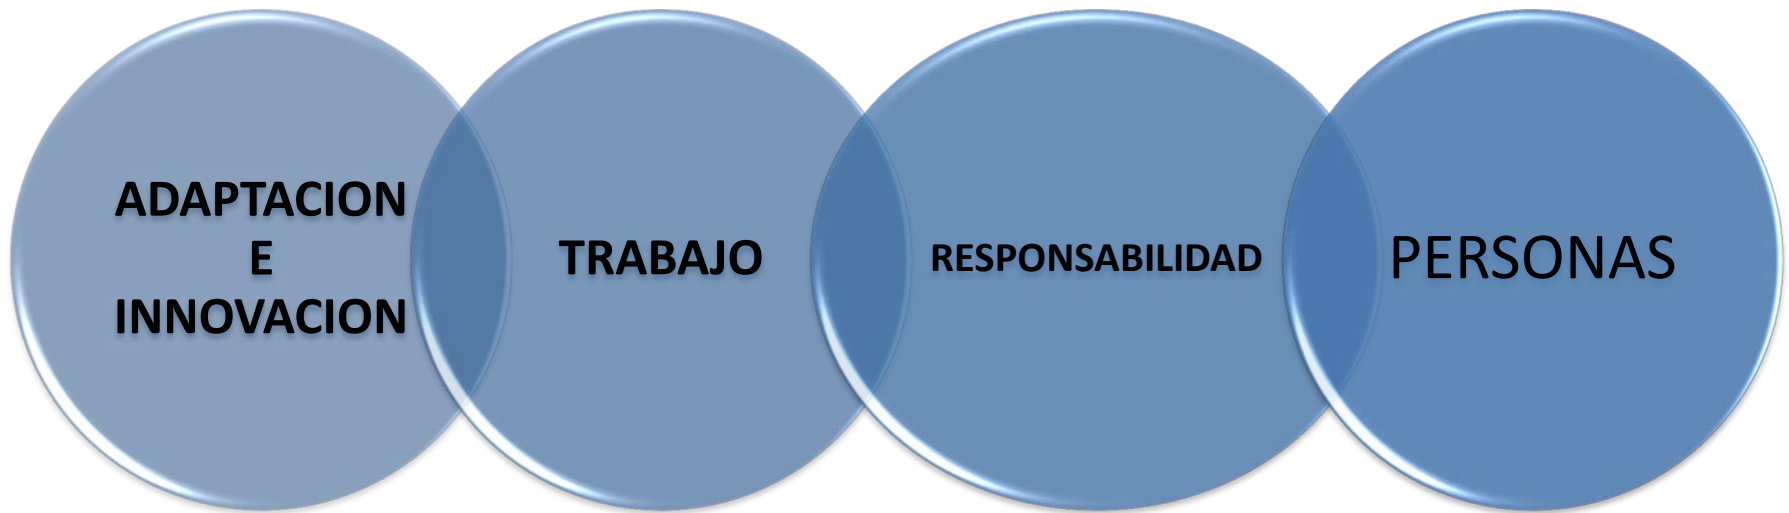 ADAPTACION
E
INNOVACION
TRABAJO
RESPONSABILIDAD
PERSONAS